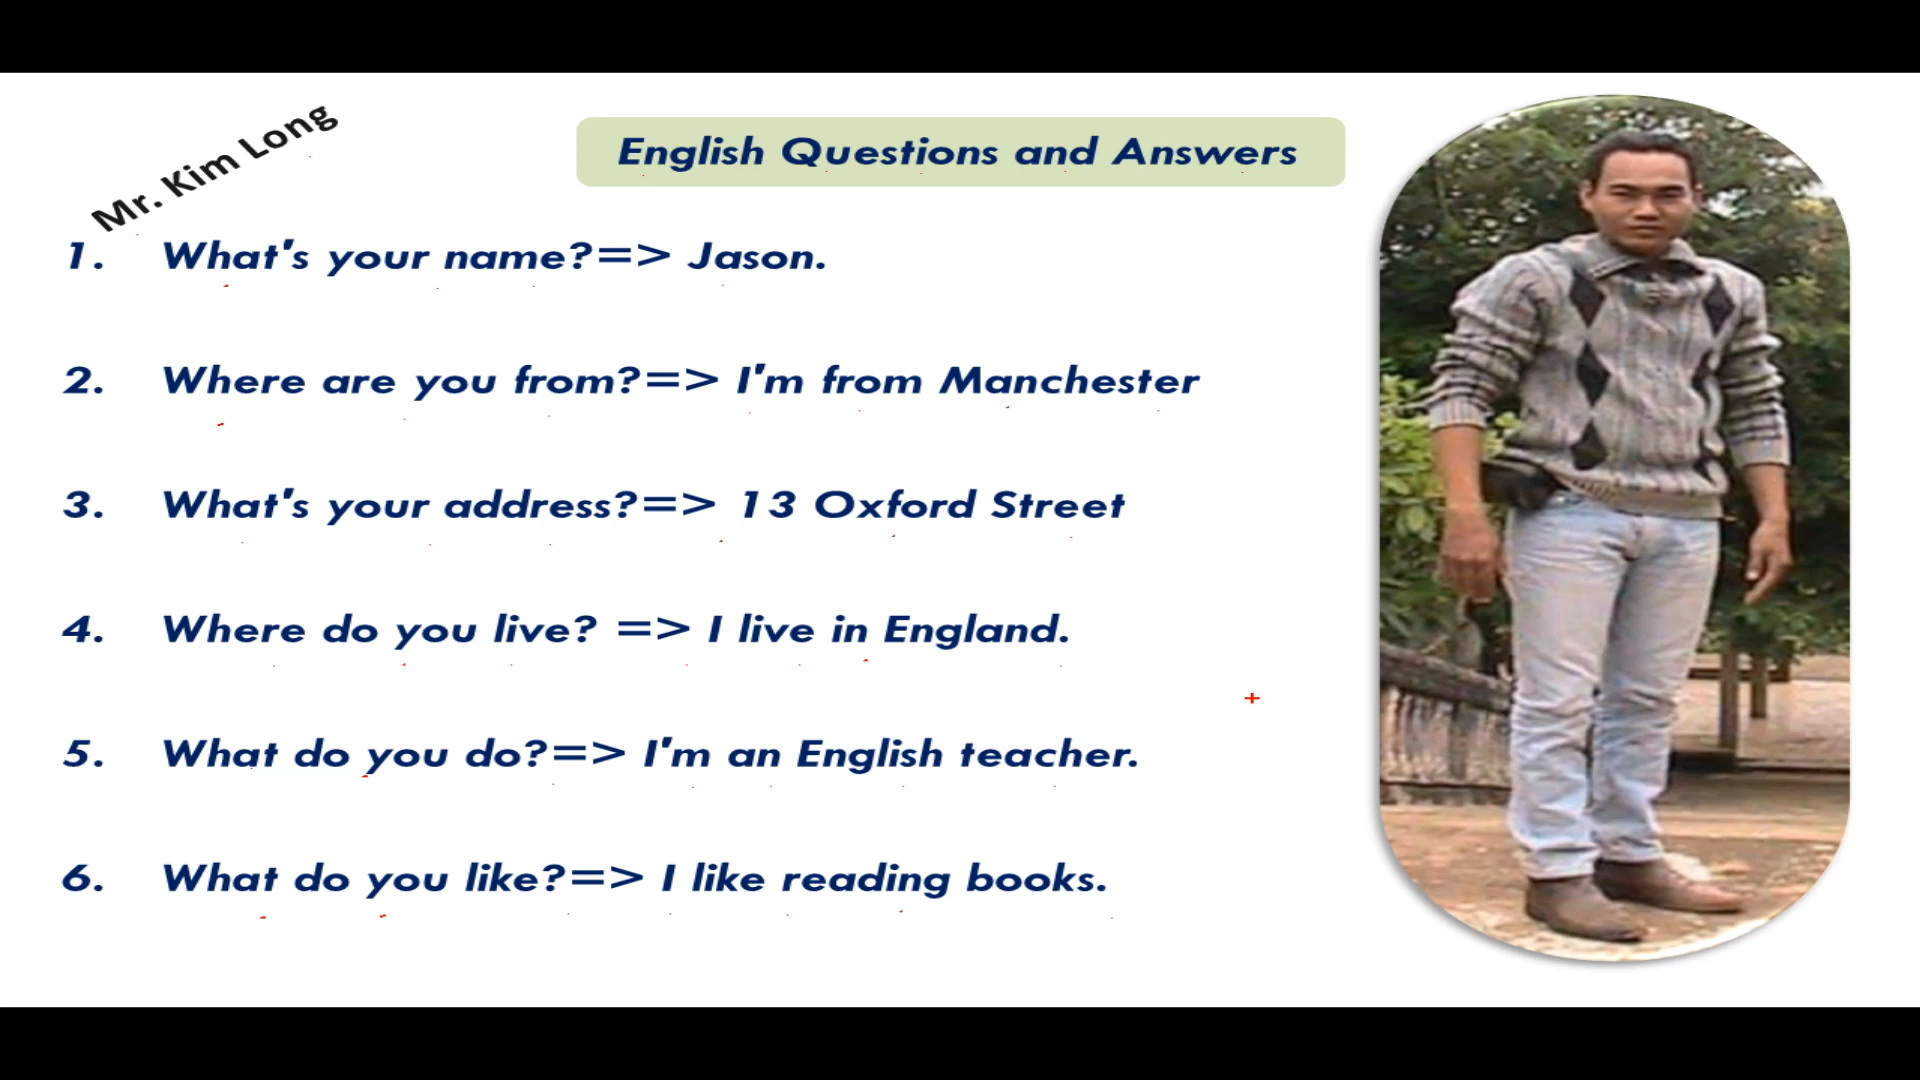 Mr. Kim Long
English Questions and Answers
1. What's your name?=> Jason.
2. Where are you from?=> I'm from Manchester
3. What's your address?=> 13 Oxford Street
4. Where do you live? => I live in England.
5. What do you do?=> I'm an English teacher.
6. What do you like?=> I like reading books.